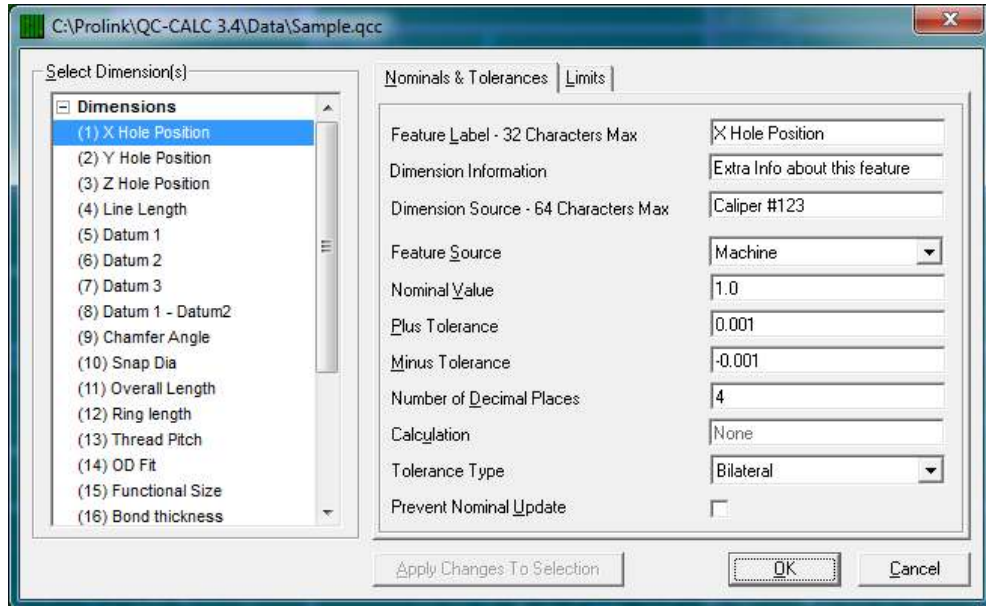 C:\Prolink\QC-CALC 3.4\Data\Sample.qcc
Select Dimension(s)
Dimensions
(1) X Hole Position
(2) Y Hole Position
(3) Z Hole Position
(4) Line Length
(5) Datum 1
(6) Datum 2
(7) Datum 3
(8) Datum 1 - Datum2
(9) Chamfer Angle
(10) Snap Dia
(11) Overall Length
(12) Ring length
(13) Thread Pitch
(14) OD Fit
(15) Functional Size
(16) Bond thickness
Nominals & Tolerances Limits
Feature Label - 32 Characters Max X Hole Position
Dimension Information Extra Info about this feature
Dimension Source - 64 Characters Max Caliper #123
Feature Source Machine
Nominal Value 1.0
Plus Tolerance 0.001
Minus Tolerance -0.001
Number of Decimal Places 4
Calculation None
Tolerance Type Bilateral
Prevent Nominal Update
Apply Changes To Selection OK Cancel